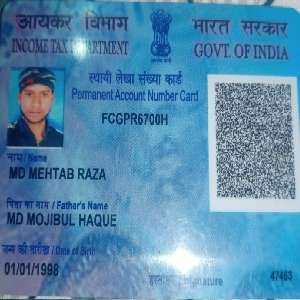 आयकर विभाग
INCOME TAX DEPARTMENT
भारत सरकार
GOVT. OF INDIA
स्थायी लेखा संख्या कार्ड
Permanent Account Number Card
FCGPR6700H
नाम / Name
MD MEHTAB RAZA
पिता का नाम / Father's Name
MD MOJIBUL HAQUE
जन्म की तारीख / Date of Birth
01/01/1998
हस्ताक्षर / Signature
47463